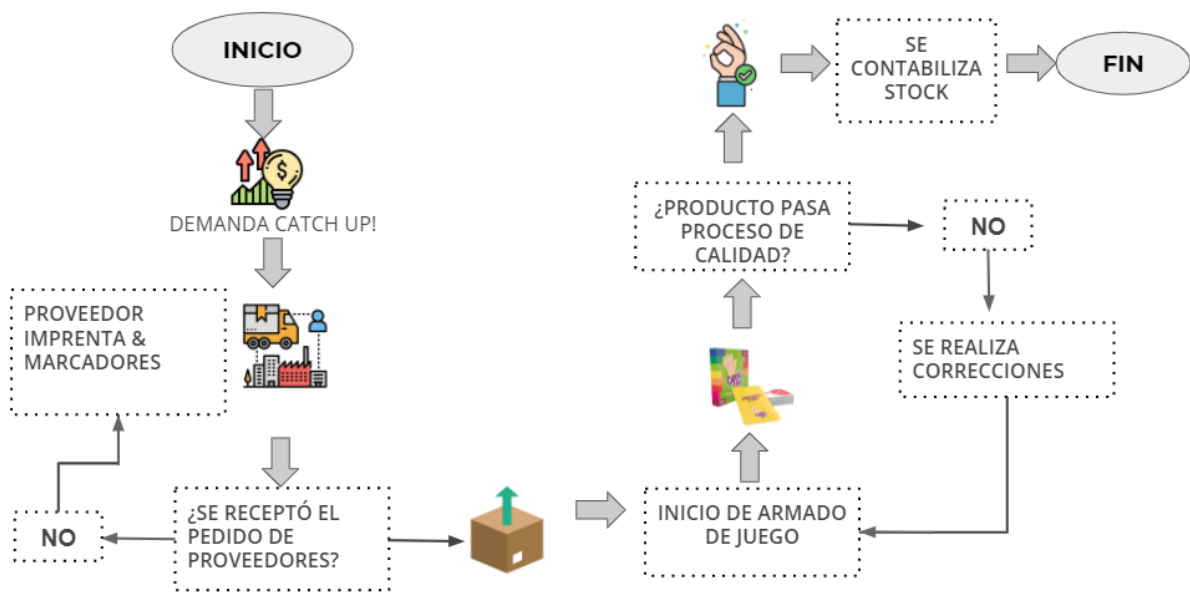 INICIO
DEMANDA CATCH UP!
PROVEEDOR
IMPRENTA &
MARCADORES
¿SE RECEPTÓ EL
PEDIDO DE
PROVEEDORES?
NO
INICIO DE ARMADO
DE JUEGO
¿PRODUCTO PASA
PROCESO DE
CALIDAD?
NO
SE REALIZA
CORRECCIONES
SE
CONTABILIZA
STOCK
FIN